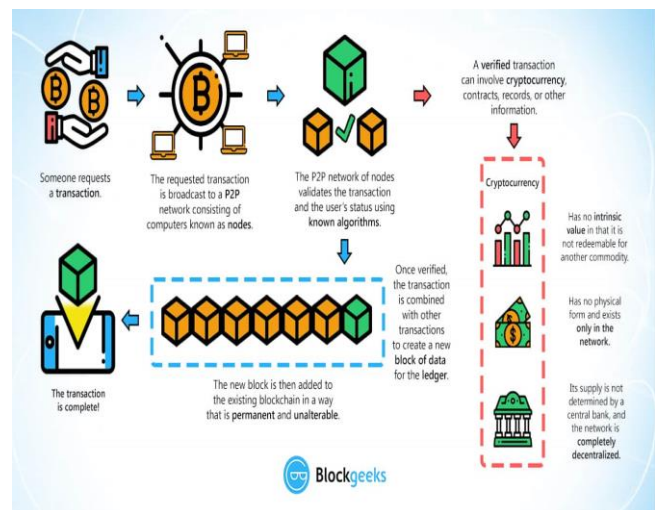 Someone requests
a transaction.
The requested transaction
is broadcast to a P2P
network consisting of
computers known as nodes.
The P2P network of nodes
validates the transaction
and the user's status using
known algorithms.
A verified transaction
can involve cryptocurrency,
contracts, records, or other
information.
Cryptocurrency
Has no intrinsic
value in that it is
not redeemable for
another commodity.
Has no physical
form and exists
only in the
network.
Its supply is not
determined by a
central bank, and
the network is
completely
decentralized.
Once verified,
the transaction
is combined
with other
transactions
to create a new
block of data
for the ledger.
The new block is then added to
the existing blockchain in a way
that is permanent and unalterable.
The transaction
is complete!
Blockgeeks